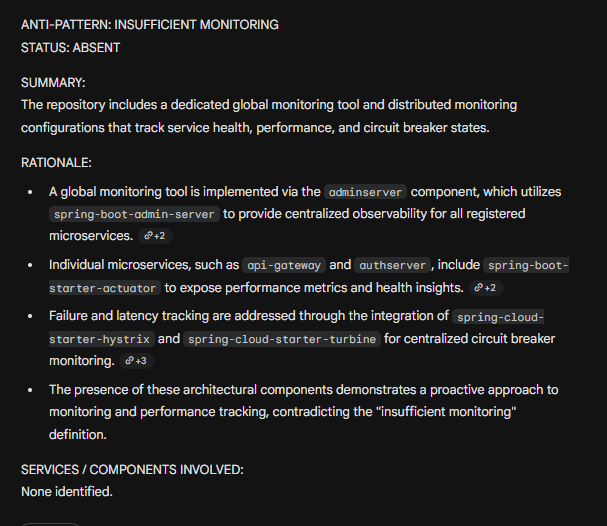 ANTI-PATTERN: INSUFFICIENT MONITORING
STATUS: ABSENT
SUMMARY:
The repository includes a dedicated global monitoring tool and distributed monitoring
configurations that track service health, performance, and circuit breaker states.
RATIONALE:
• A global monitoring tool is implemented via the adminserver component, which utilizes
spring-boot-admin-server to provide centralized observability for all registered
microservices. +2
• Individual microservices, such as api-gateway and authserver, include spring-boot-
starter-actuator to expose performance metrics and health insights. +2
• Failure and latency tracking are addressed through the integration of spring-cloud-
starter-hystrix and spring-cloud-starter-turbine for centralized circuit breaker
monitoring. +3
• The presence of these architectural components demonstrates a proactive approach to
monitoring and performance tracking, contradicting the "insufficient monitoring"
definition.
SERVICES / COMPONENTS INVOLVED:
None identified.